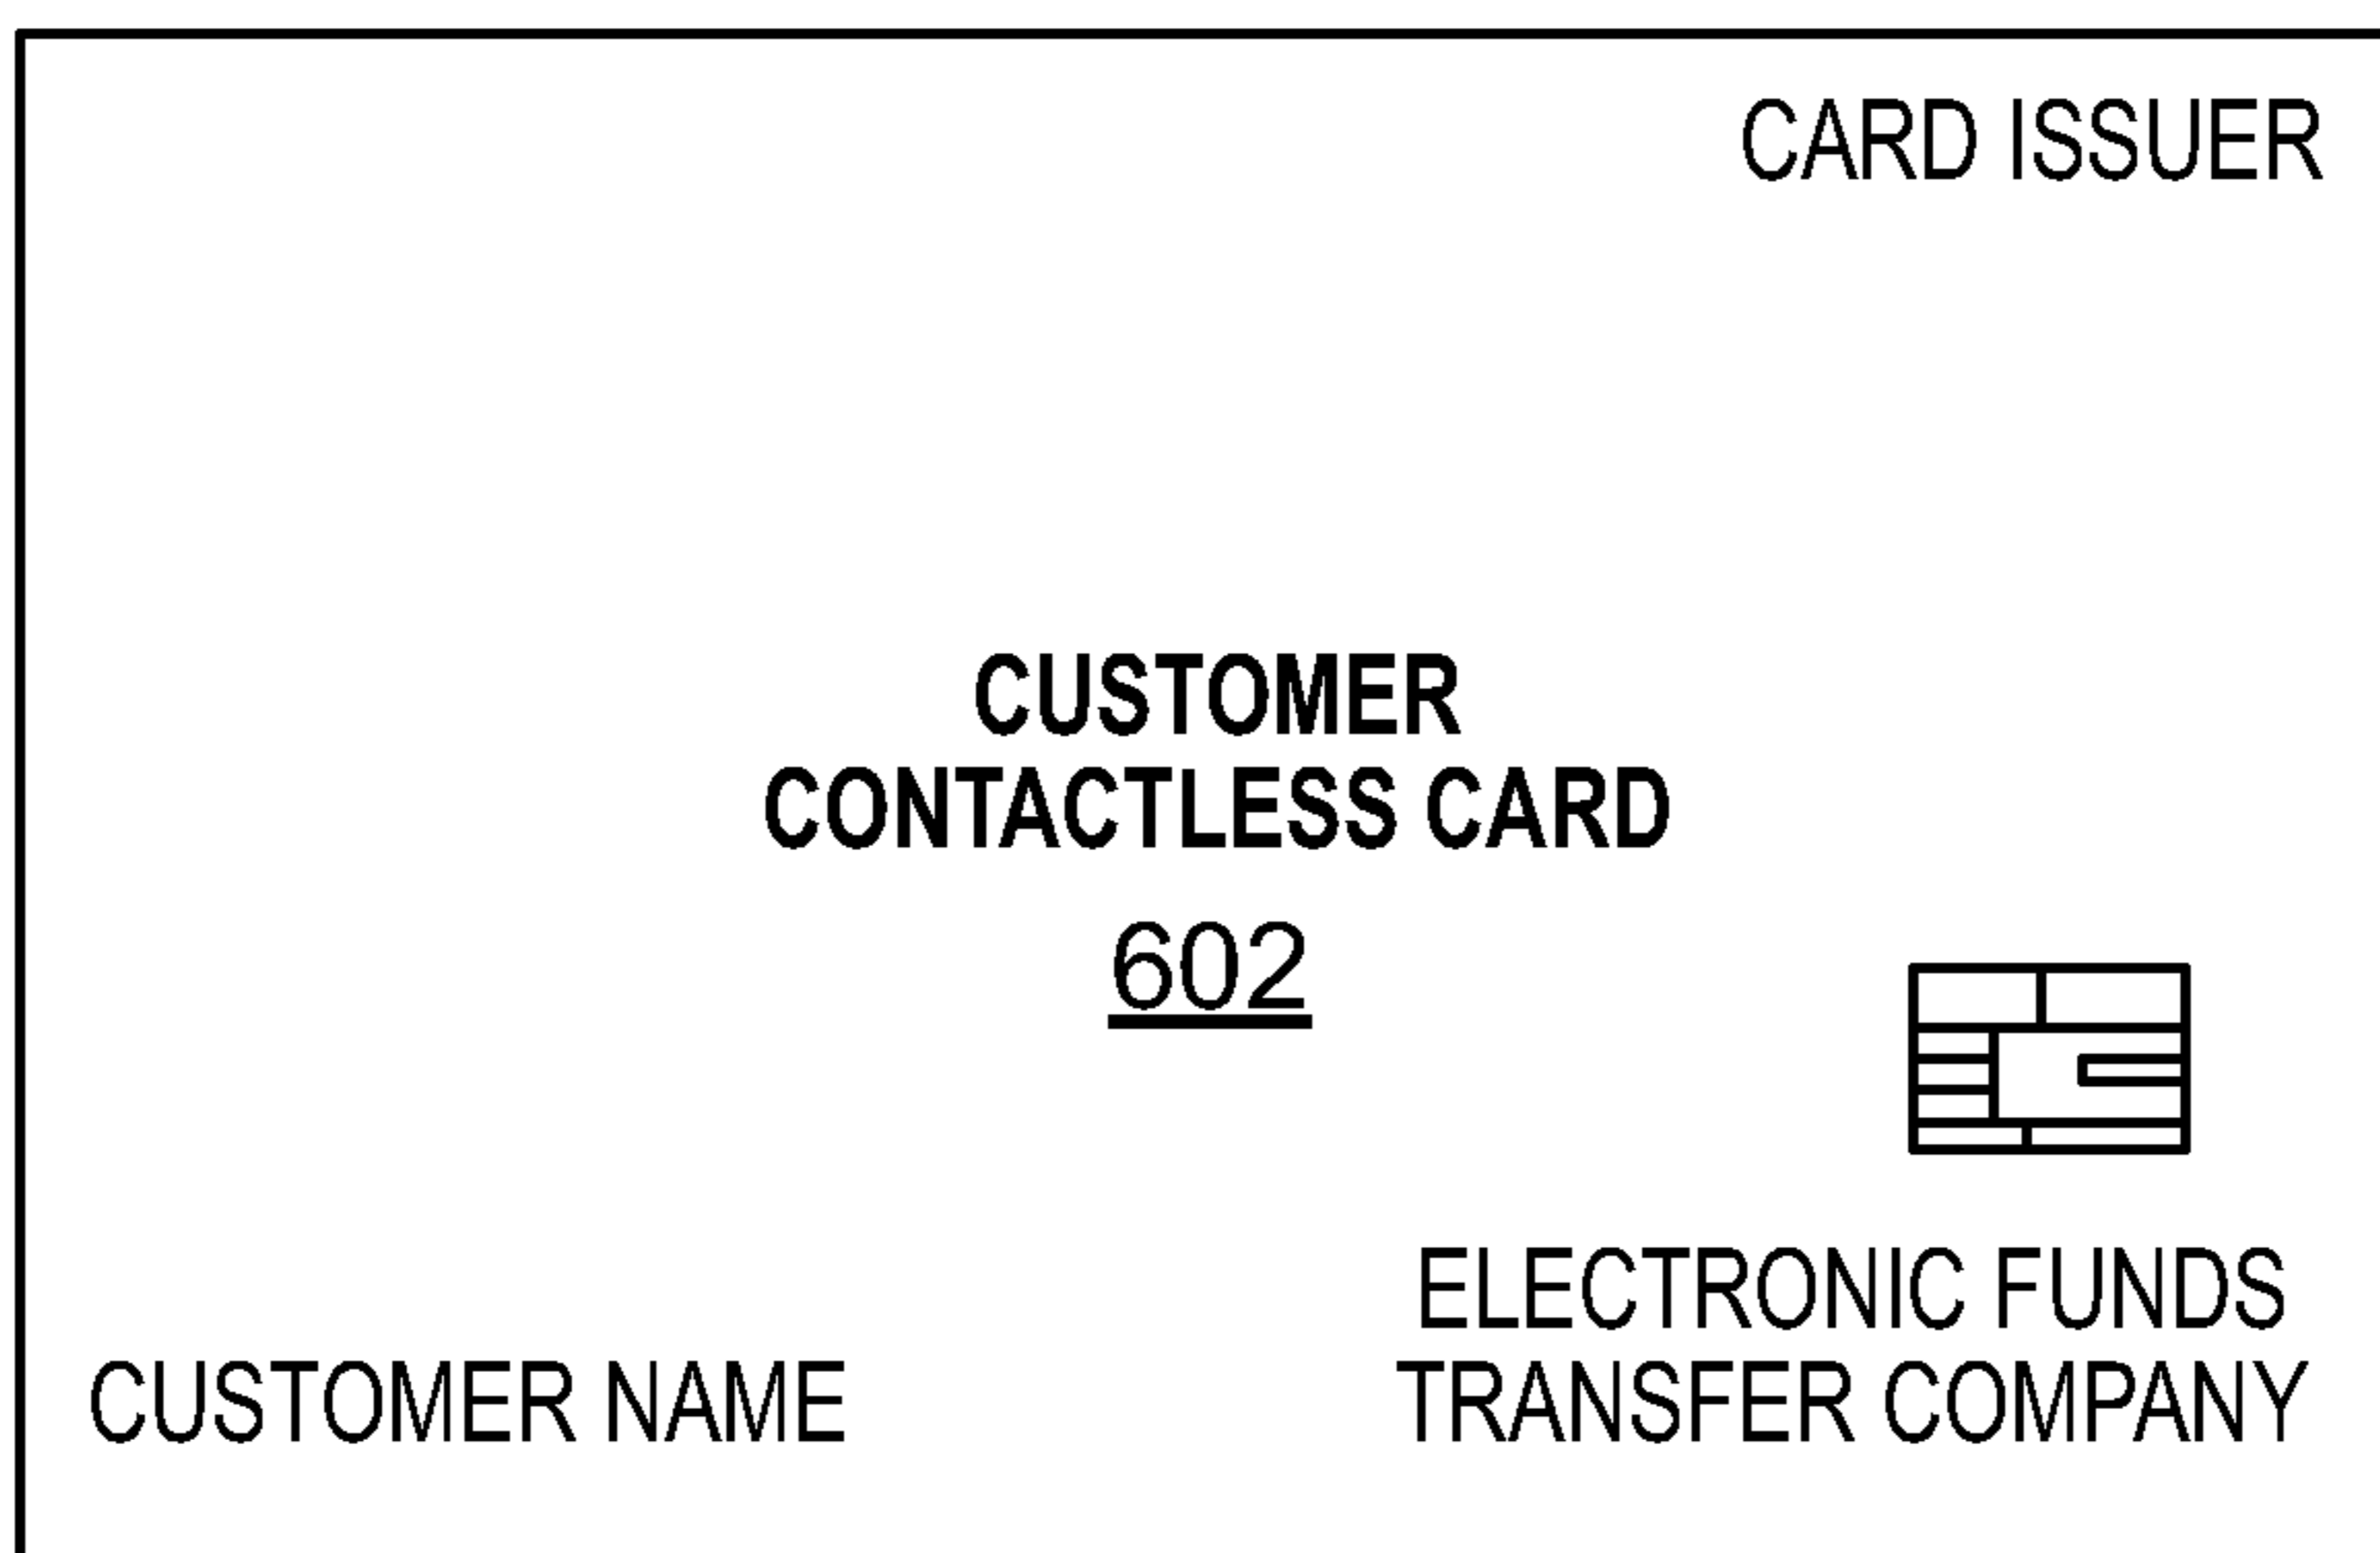 CARD ISSUER
CUSTOMER
CONTACTLESS CARD
602
ELECTRONIC FUNDS
TRANSFER COMPANY
CUSTOMER NAME